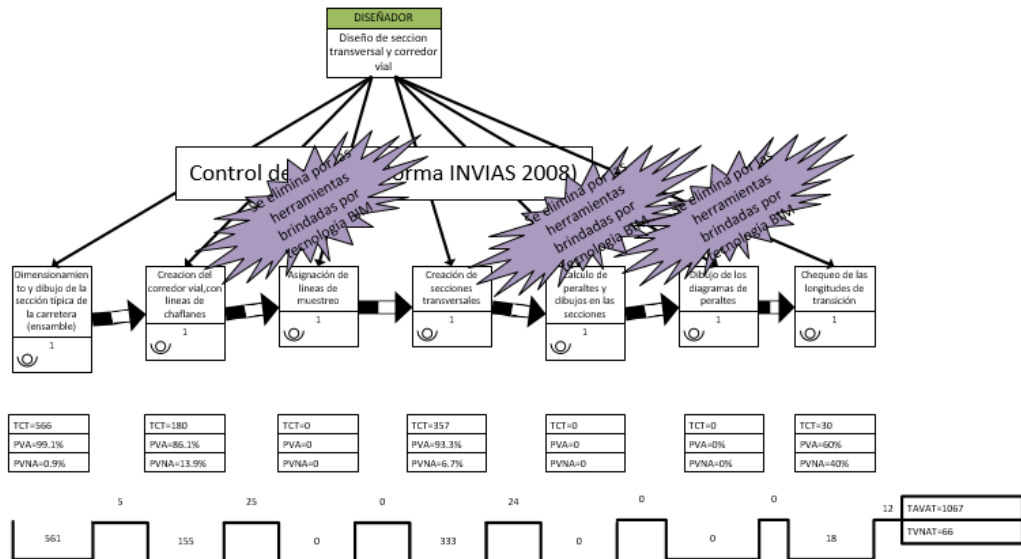 DISEÑADOR
Diseño de seccion
transversal y corredor
vial
Control de
forma INVIAS 2008)
se elimina por las
herramientas
brindadas por
tecnologia BIM
se elimina por las
herramientas
brindadas por
tecnologia BIM
se elimina por las
herramientas
brindadas por
tecnologia BIM
Dimensionamien
to y dibujo de la
sección típica de
la carretera
(ensamble)
1
Creacion del
corredor vial,con
lineas de
chaflanes
1
Asignación de
líneas de
muestreo
1
Creación de
secciones
transversales
1
Calculo de
peraltes y
dibujos en las
secciones
1
Dibujo de los
diagramas de
peraltes
1
Chequeo de las
longitudes de
transición
1
TCT=566
PVA=99.1%
PVNA=0.9%
TCT=180
PVA=86.1%
PVNA=13.9%
TCT=0
PVA=0
PVNA=0
TCT=357
PVA=93.3%
PVNA=6.7%
TCT=0
PVA=0
PVNA=0
TCT=0
PVA=0%
PVNA=0%
TCT=30
PVA=60%
PVNA=40%
5 25 0 24 0 0 12
561 155 0 333 0 0 18
TAVAT=1067
TVNAT=66